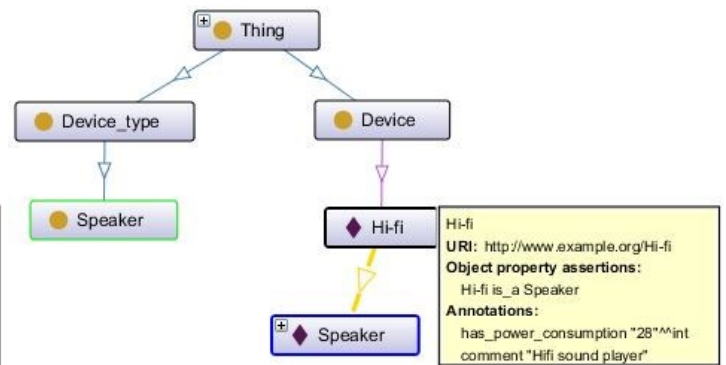 Thing
Device_type
Device
Speaker
Hi-fi
Speaker
Hi-fi
URI: http://www.example.org/Hi-fi
Object property assertions:
Hi-fi is_a Speaker
Annotations:
has_power_consumption "28"^^int
comment "Hifi sound player"